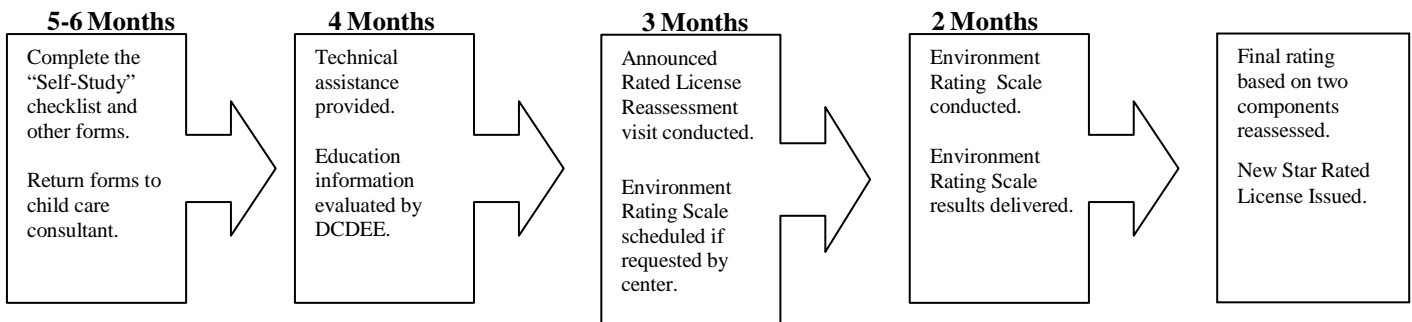 5-6 Months
Complete the
“Self-Study”
checklist and
other forms.
Return forms to
child care
consultant.
4 Months
Technical
assistance
provided.
Education
information
evaluated by
DCDEE.
3 Months
Announced
Rated License
Reassessment
visit conducted.
Environment
Rating Scale
scheduled if
requested by
center.
2 Months
Environment
Rating Scale
conducted.
Environment
Rating Scale
results delivered.
Final rating
based on two
components
reassessed.
New Star Rated
License Issued.